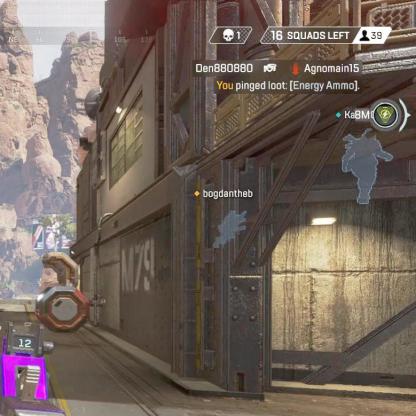 1
16 SQUADS LEFT
39
Den880880 Agnomain15
You pinged loot: [Energy Ammo].
bogdantheb
M79
12